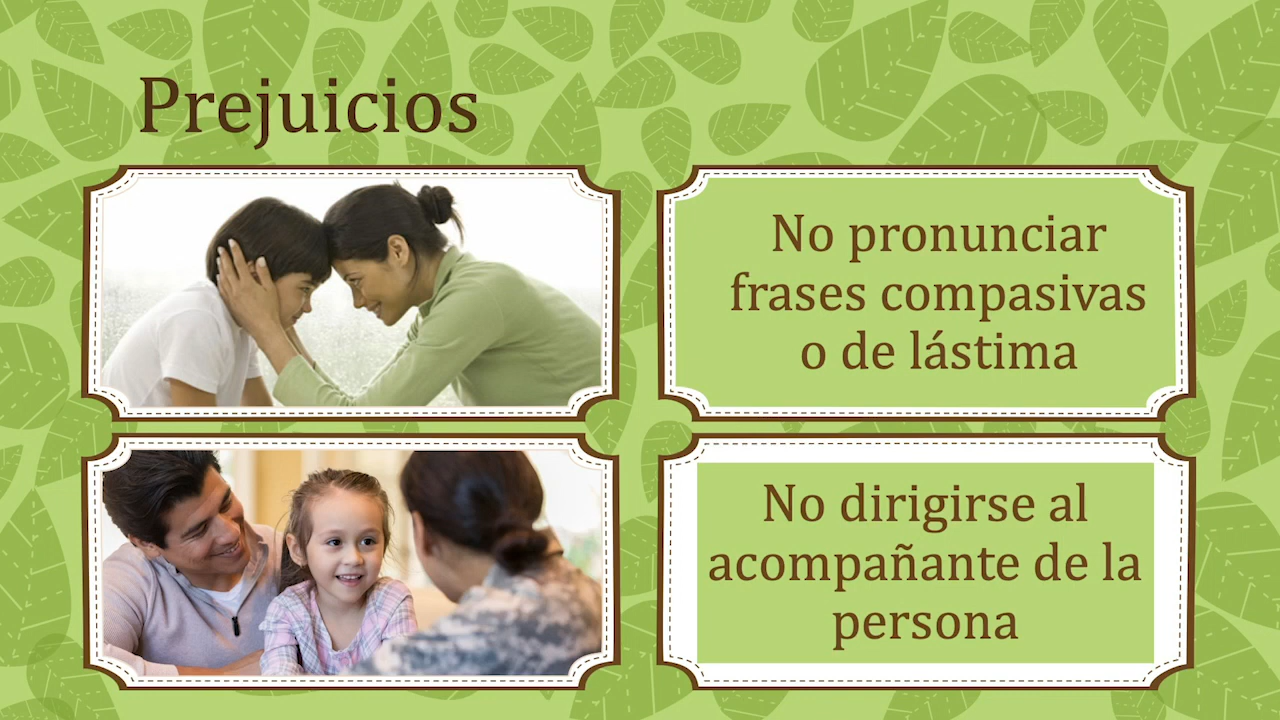 Prejuicios
No pronunciar
frases compasivas
o de lástima
No dirigirse al
acompañante de la
persona